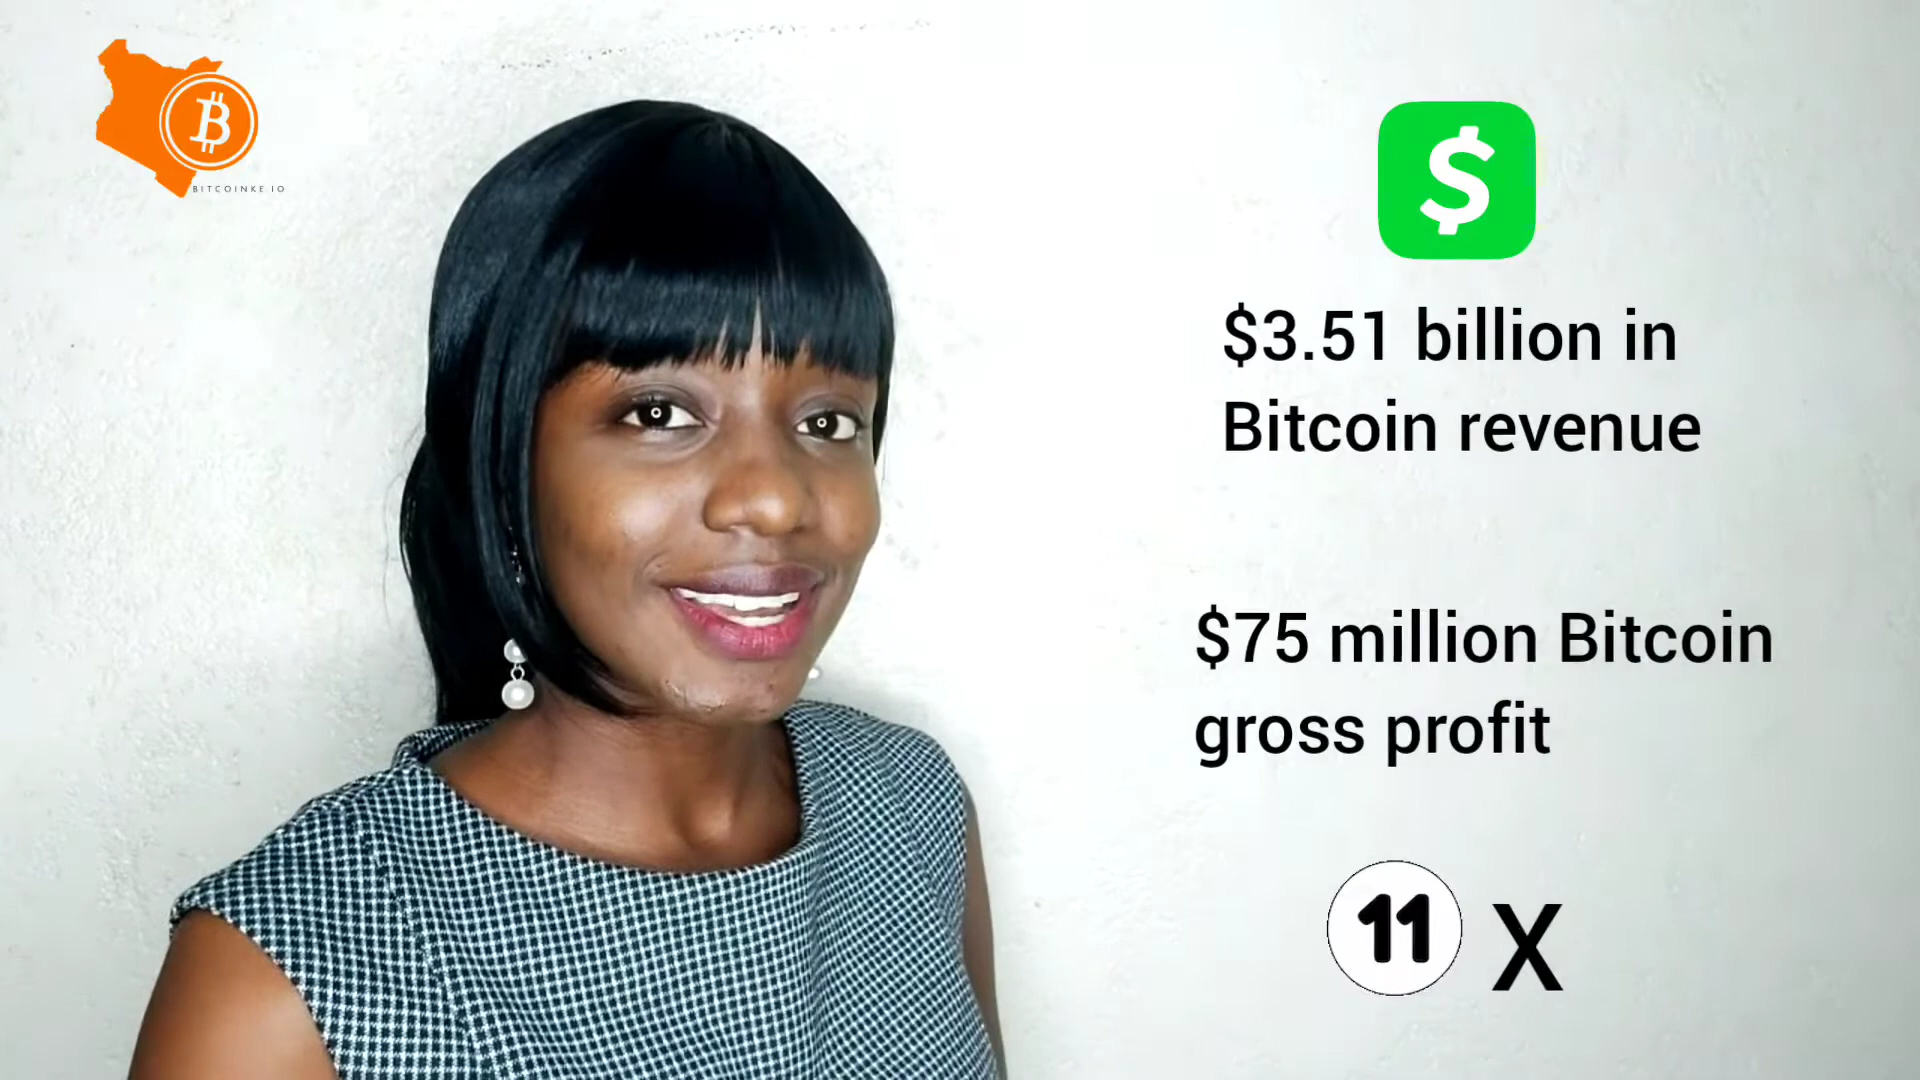 BITCOINKE.IO
$
$3.51 billion in
Bitcoin revenue
$75 million Bitcoin
gross profit
11 X